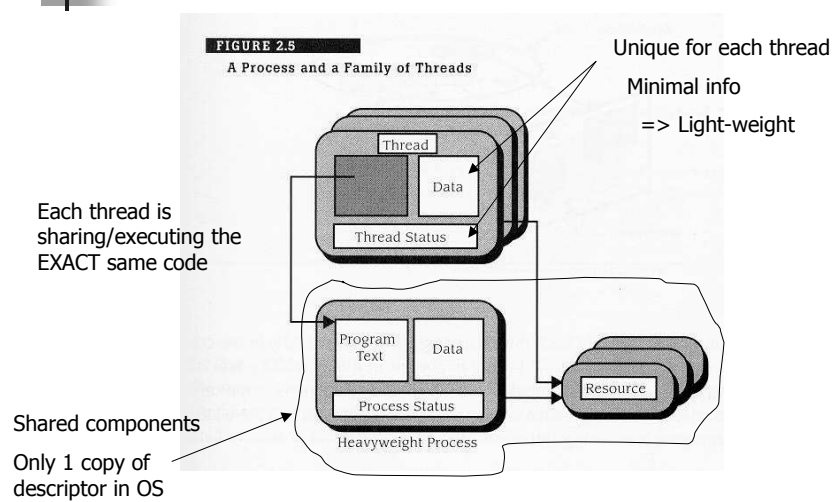 FIGURE 2.5
A Process and a Family of Threads
Unique for each thread
Minimal info
=> Light-weight
Thread
Data
Thread Status
Each thread is
sharing/executing the
EXACT same code
Program
Text
Data
Process Status
Heavyweight Process
Resource
Shared components
Only 1 copy of
descriptor in OS